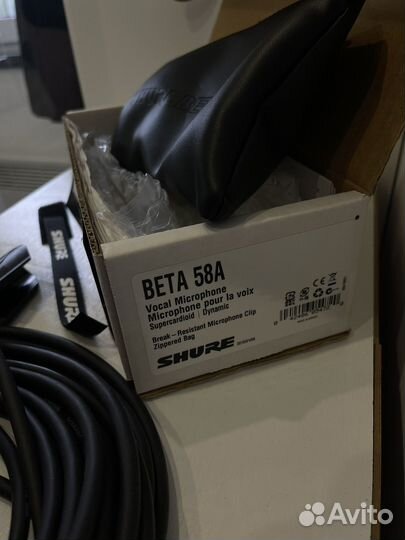 SHURE
SHURE
SHURE
BETA 58A
Vocal Microphone
Microphone pour la voix
Supercardioid | Dynamic
Break-Resistant Microphone Clip
Zippered Bag
SHURE
Avito